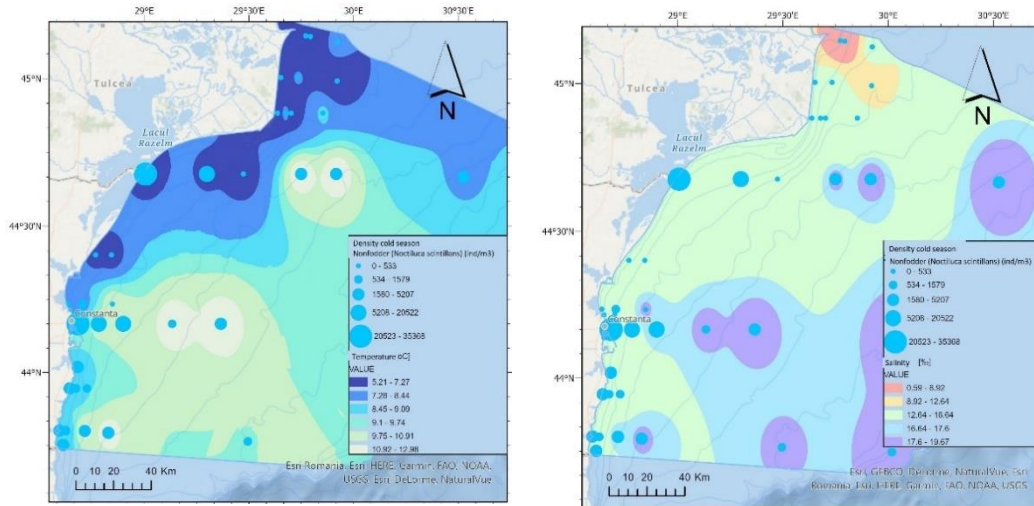 29°E
29°30'E
30°E
30°30'E
45°N
44°30'N
44°N
Tulcea
Lacul
Razelm
Constanta
N
Density cold season
Nonfodder (Noctiluca scintillans) (ind/m3)
0 - 533
534 - 1579
1580 - 5207
5208 - 20522
20523 - 35368
Temperature oC]
VALUE
5.21 - 7.27
7.28 - 8.44
8.45 - 9.09
9.1 - 9.74
9.75 - 10.91
10.92 - 12.98
0 10 20 40 Km
Esri Romania, Esri, HERE, Garmin, FAO, NOAA,
USGS, Esri, DeLorme, NaturalVue
29°E
29°30'E
30°E
30°30'E
45°N
44°30'N
44°N
Tulcea
Lacul
Razelm
Constanta
N
Density cold season
Nonfodder (Noctiluca scintillans) (ind/m3)
0 - 533
534 - 1579
1580 - 5207
5208 - 20522
20523 - 35368
Salinity [‰]
VALUE
0.59 - 8.92
8.92 - 12.64
12.64 - 16.64
16.64 - 17.6
17.6 - 19.67
0 10 20 40 Km
Esri, GEBCO, DeLorme, NaturalVue, Esri
Romania, Esri, HERE, Garmin, FAO, NOAA, USGS